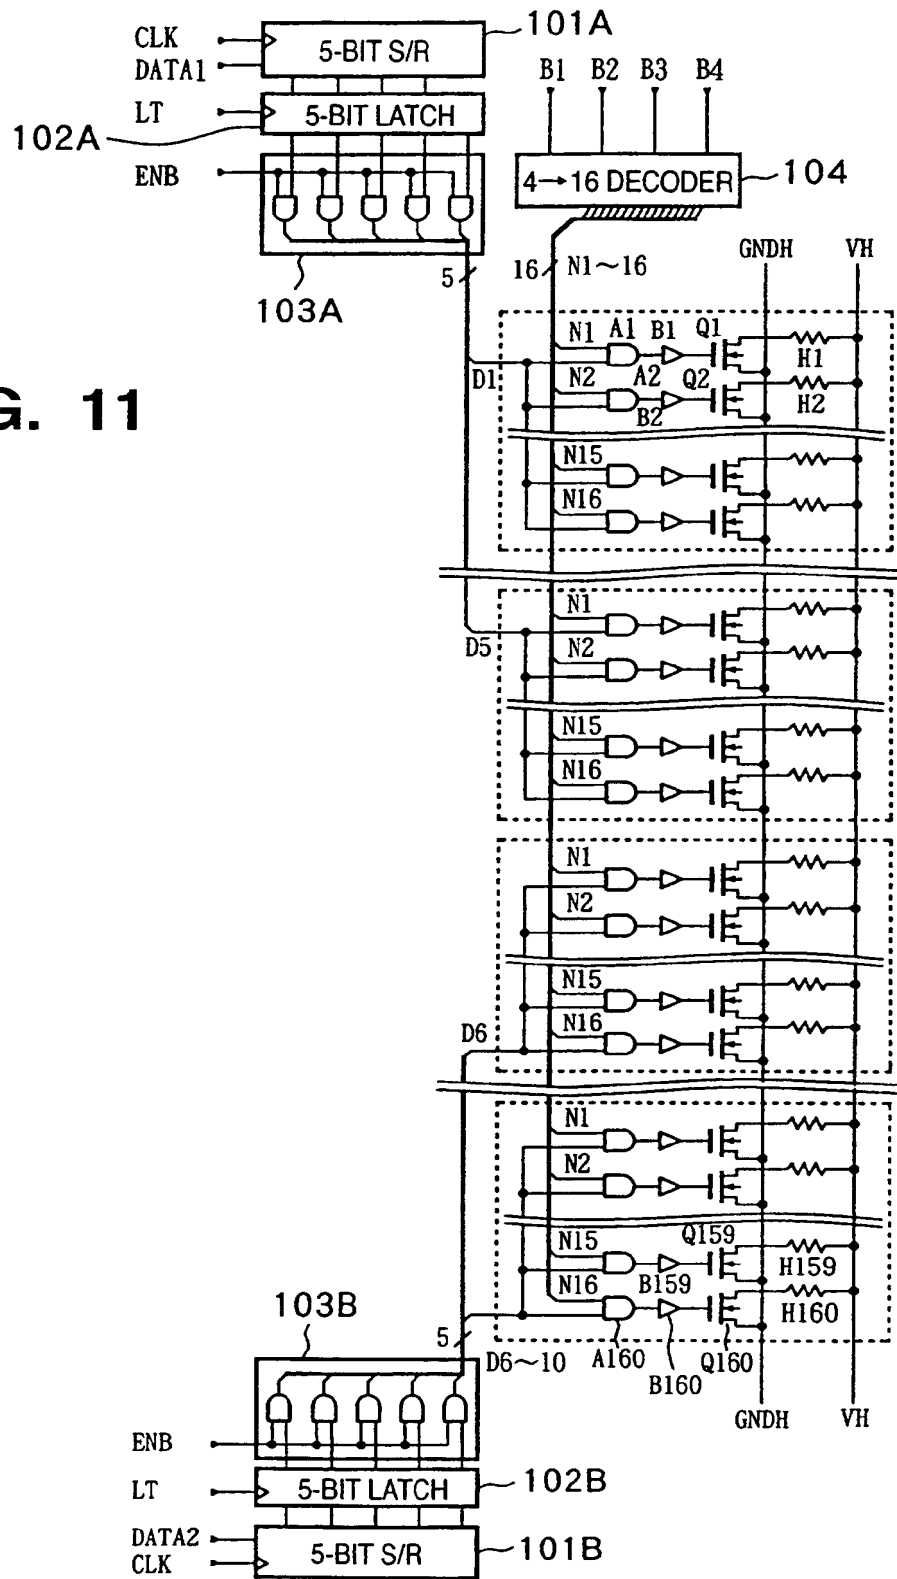 101A
CLK
5-BIT S/R
DATA1
B1 B2 B3 B4
LT
5-BIT LATCH
102A
ENB
4→16 DECODER
104
GNDH VH
5
16 N1~16
103A
N1 A1 B1 Q1
H1
D1
N2 A2 Q2
B2
H2
FIG. 11
N15
N16
N1
D5
N2
N15
N16
N1
N2
N15
D6
N16
N1
N2
Q159
N15
H159
B159
N16
H160
103B
5
D6~10 A160
B160
Q160
GNDH VH
ENB
LT
5-BIT LATCH
102B
DATA2
5-BIT S/R
101B
CLK